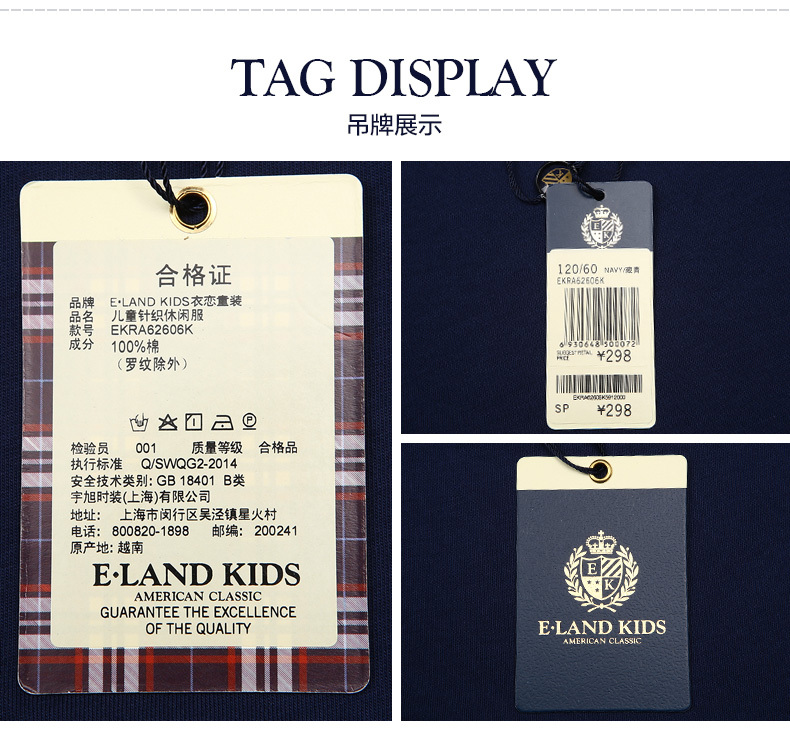 TAG DISPLAY
吊牌展示
合格证
品牌 E·LAND KIDS衣恋童装
品名 儿童针织休闲服
款号 EKRA62606K
成分 100%棉
（罗纹除外）
检验员 001 质量等级 合格品
执行标准 Q/SWQG2-2014
安全技术类别: GB 18401 B类
宇旭时装(上海)有限公司
地址: 上海市闵行区吴泾镇星火村
电话: 800820-1898 邮编: 200241
原产地: 越南
E·LAND KIDS
AMERICAN CLASSIC
GUARANTEE THE EXCELLENCE
OF THE QUALITY
E K
120/60 NAVY/藏青
EKRA62606K
6 930648 500072
SUGGEST RETAIL
PRICE ¥298
EKRA62606K5912000
SP ¥298
E
K
E·LAND KIDS
AMERICAN CLASSIC